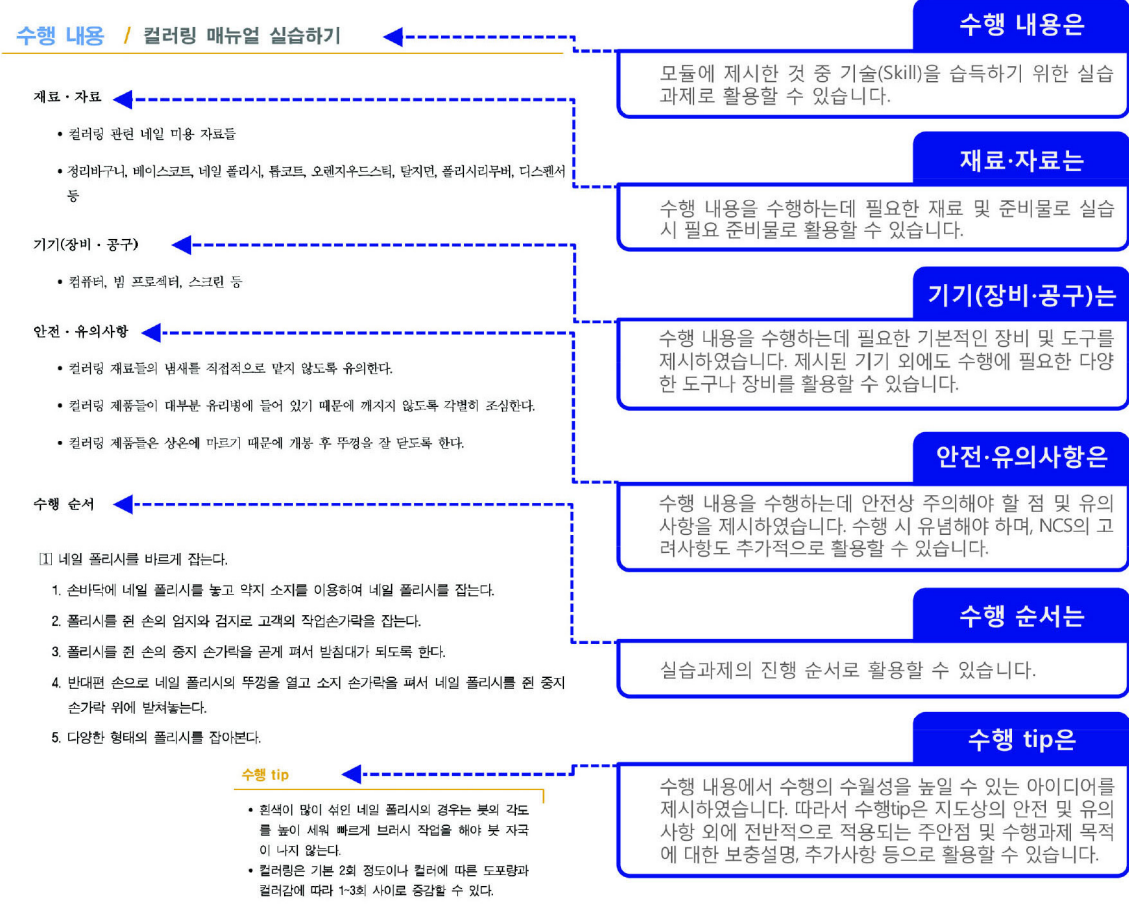 수행 내용 / 컬러링 매뉴얼 실습하기
재료·자료
• 컬러링 관련 네일 미용 자료들
• 정리바구니, 베이스코트, 네일 폴리시, 톱코트, 오렌지우드스틱, 탈지면, 폴리시리무버, 디스펜서
등
기기(장비·공구)
• 컴퓨터, 빔 프로젝터, 스크린 등
안전·유의사항
• 컬러링 재료들의 냄새를 직접적으로 맡지 않도록 유의한다.
• 컬러링 제품들이 대부분 유리병에 들어 있기 때문에 깨지지 않도록 각별히 조심한다.
• 컬러링 제품들은 상온에 마르기 때문에 개봉 후 뚜껑을 잘 닫도록 한다.
수행 순서
1 네일 폴리시를 바르게 잡는다.
1. 손바닥에 네일 폴리시를 놓고 약지 소지를 이용하여 네일 폴리시를 잡는다.
2. 폴리시를 쥔 손의 엄지와 검지로 고객의 작업손가락을 잡는다.
3. 폴리시를 쥔 손의 중지 손가락을 곧게 펴서 받침대가 되도록 한다.
4. 반대편 손으로 네일 폴리시의 뚜껑을 열고 소지 손가락을 펴서 네일 폴리시를 쥔 중지
손가락 위에 받쳐놓는다.
5. 다양한 형태의 폴리시를 잡아본다.
수행 tip
• 흰색이 많이 섞인 네일 폴리시의 경우는 붓의 각도
를 높이 세워 빠르게 브러시 작업을 해야 붓 자국
이 나지 않는다.
• 컬러링은 기본 2회 정도이나 컬러에 따른 도포량과
컬러감에 따라 1~3회 사이로 증감할 수 있다.
수행 내용은
모듈에 제시한 것 중 기술(Skill)을 습득하기 위한 실습
과제로 활용할 수 있습니다.
재료·자료는
수행 내용을 수행하는데 필요한 재료 및 준비물로 실습
시 필요 준비물로 활용할 수 있습니다.
기기(장비·공구)는
수행 내용을 수행하는데 필요한 기본적인 장비 및 도구를
제시하였습니다. 제시된 기기 외에도 수행에 필요한 다양
한 도구나 장비를 활용할 수 있습니다.
안전·유의사항은
수행 내용을 수행하는데 안전상 주의해야 할 점 및 유의
사항을 제시하였습니다. 수행 시 유념해야 하며, NCS의 고
려사항도 추가적으로 활용할 수 있습니다.
수행 순서는
실습과제의 진행 순서로 활용할 수 있습니다.
수행 tip은
수행 내용에서 수행의 수월성을 높일 수 있는 아이디어를
제시하였습니다. 따라서 수행tip은 지도상의 안전 및 유의
사항 외에 전반적으로 적용되는 주안점 및 수행과제 목적
에 대한 보충설명, 추가사항 등으로 활용할 수 있습니다.